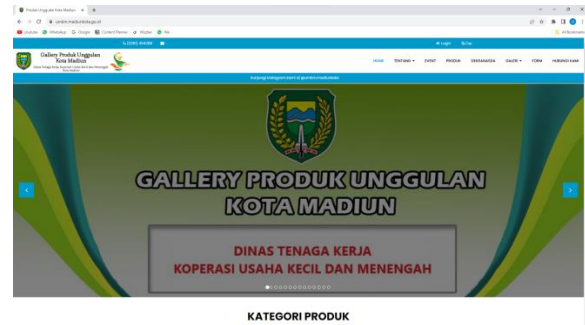 Produk Unggulan Kota Madiun
umkm.madiunkota.go.id
youtube WhatsApp Google
All Bookmarks
Login
Gallery Produk Unggulan
Kota Madiun
HOME TENTANG EVENT PRODUK GALERI FORM HUBUNGI KAMI
GALLERY PRODUK UNGGULAN
KOTA MADIUN
DINAS TENAGA KERJA
KOPERASI USAHA KECIL DAN MENENGAH
KATEGORI PRODUK